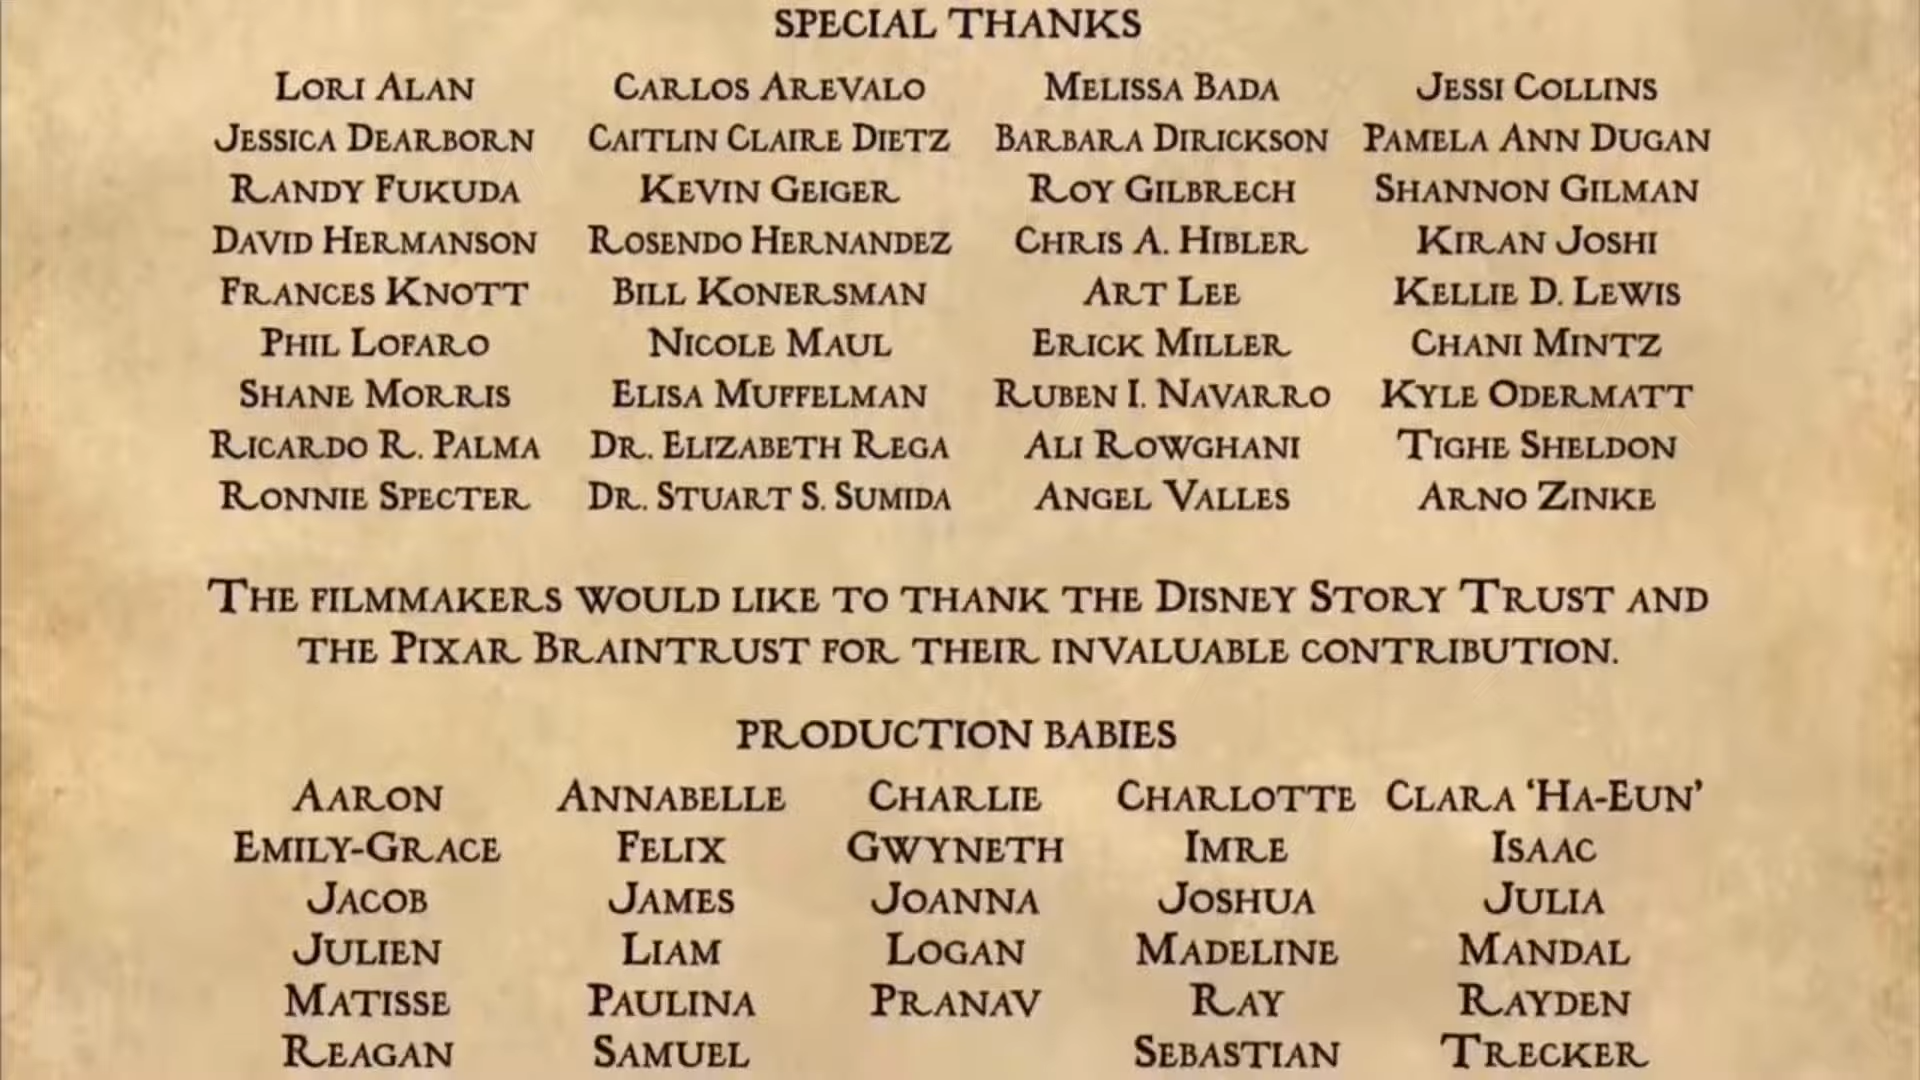 SPECIAL THANKS
LORI ALAN CARLOS AREVALO MELISSA BADA JESSI COLLINS
JESSICA DEARBORN CAITLIN CLAIRE DIETZ BARBARA DIRICKSON PAMELA ANN DUGAN
RANDY FUKUDA KEVIN GEIGER ROY GILBRECH SHANNON GILMAN
DAVID HERMANSON ROSENDO HERNANDEZ CHRIS A. HIBLER KIRAN JOSHI
FRANCES KNOTT BILL KONERSMAN ART LEE KELLIE D. LEWIS
PHIL LOFARO NICOLE MAUL ERICK MILLER CHANI MINTZ
SHANE MORRIS ELISA MUFFELMAN RUBEN I. NAVARRO KYLE ODERMATT
RICARDO R. PALMA DR. ELIZABETH REGA ALI ROWGHANI TIGHE SHELDON
RONNIE SPECTER DR. STUART S. SUMIDA ANGEL VALLES ARNO ZINKE
THE FILMMAKERS WOULD LIKE TO THANK THE DISNEY STORY TRUST AND
THE PIXAR BRAINTRUST FOR THEIR INVALUABLE CONTRIBUTION.
PRODUCTION BABIES
AARON ANNABELLE CHARLIE CHARLOTTE CLARA ‘HA-EUN’
EMILY-GRACE FELIX GWYNETH IMRE ISAAC
JACOB JAMES JOANNA JOSHUA JULIA
JULIEN LIAM LOGAN MADELINE MANDAL
MATISSE PAULINA PRANAV RAY RAYDEN
REAGAN SAMUEL SEBASTIAN TRECKER